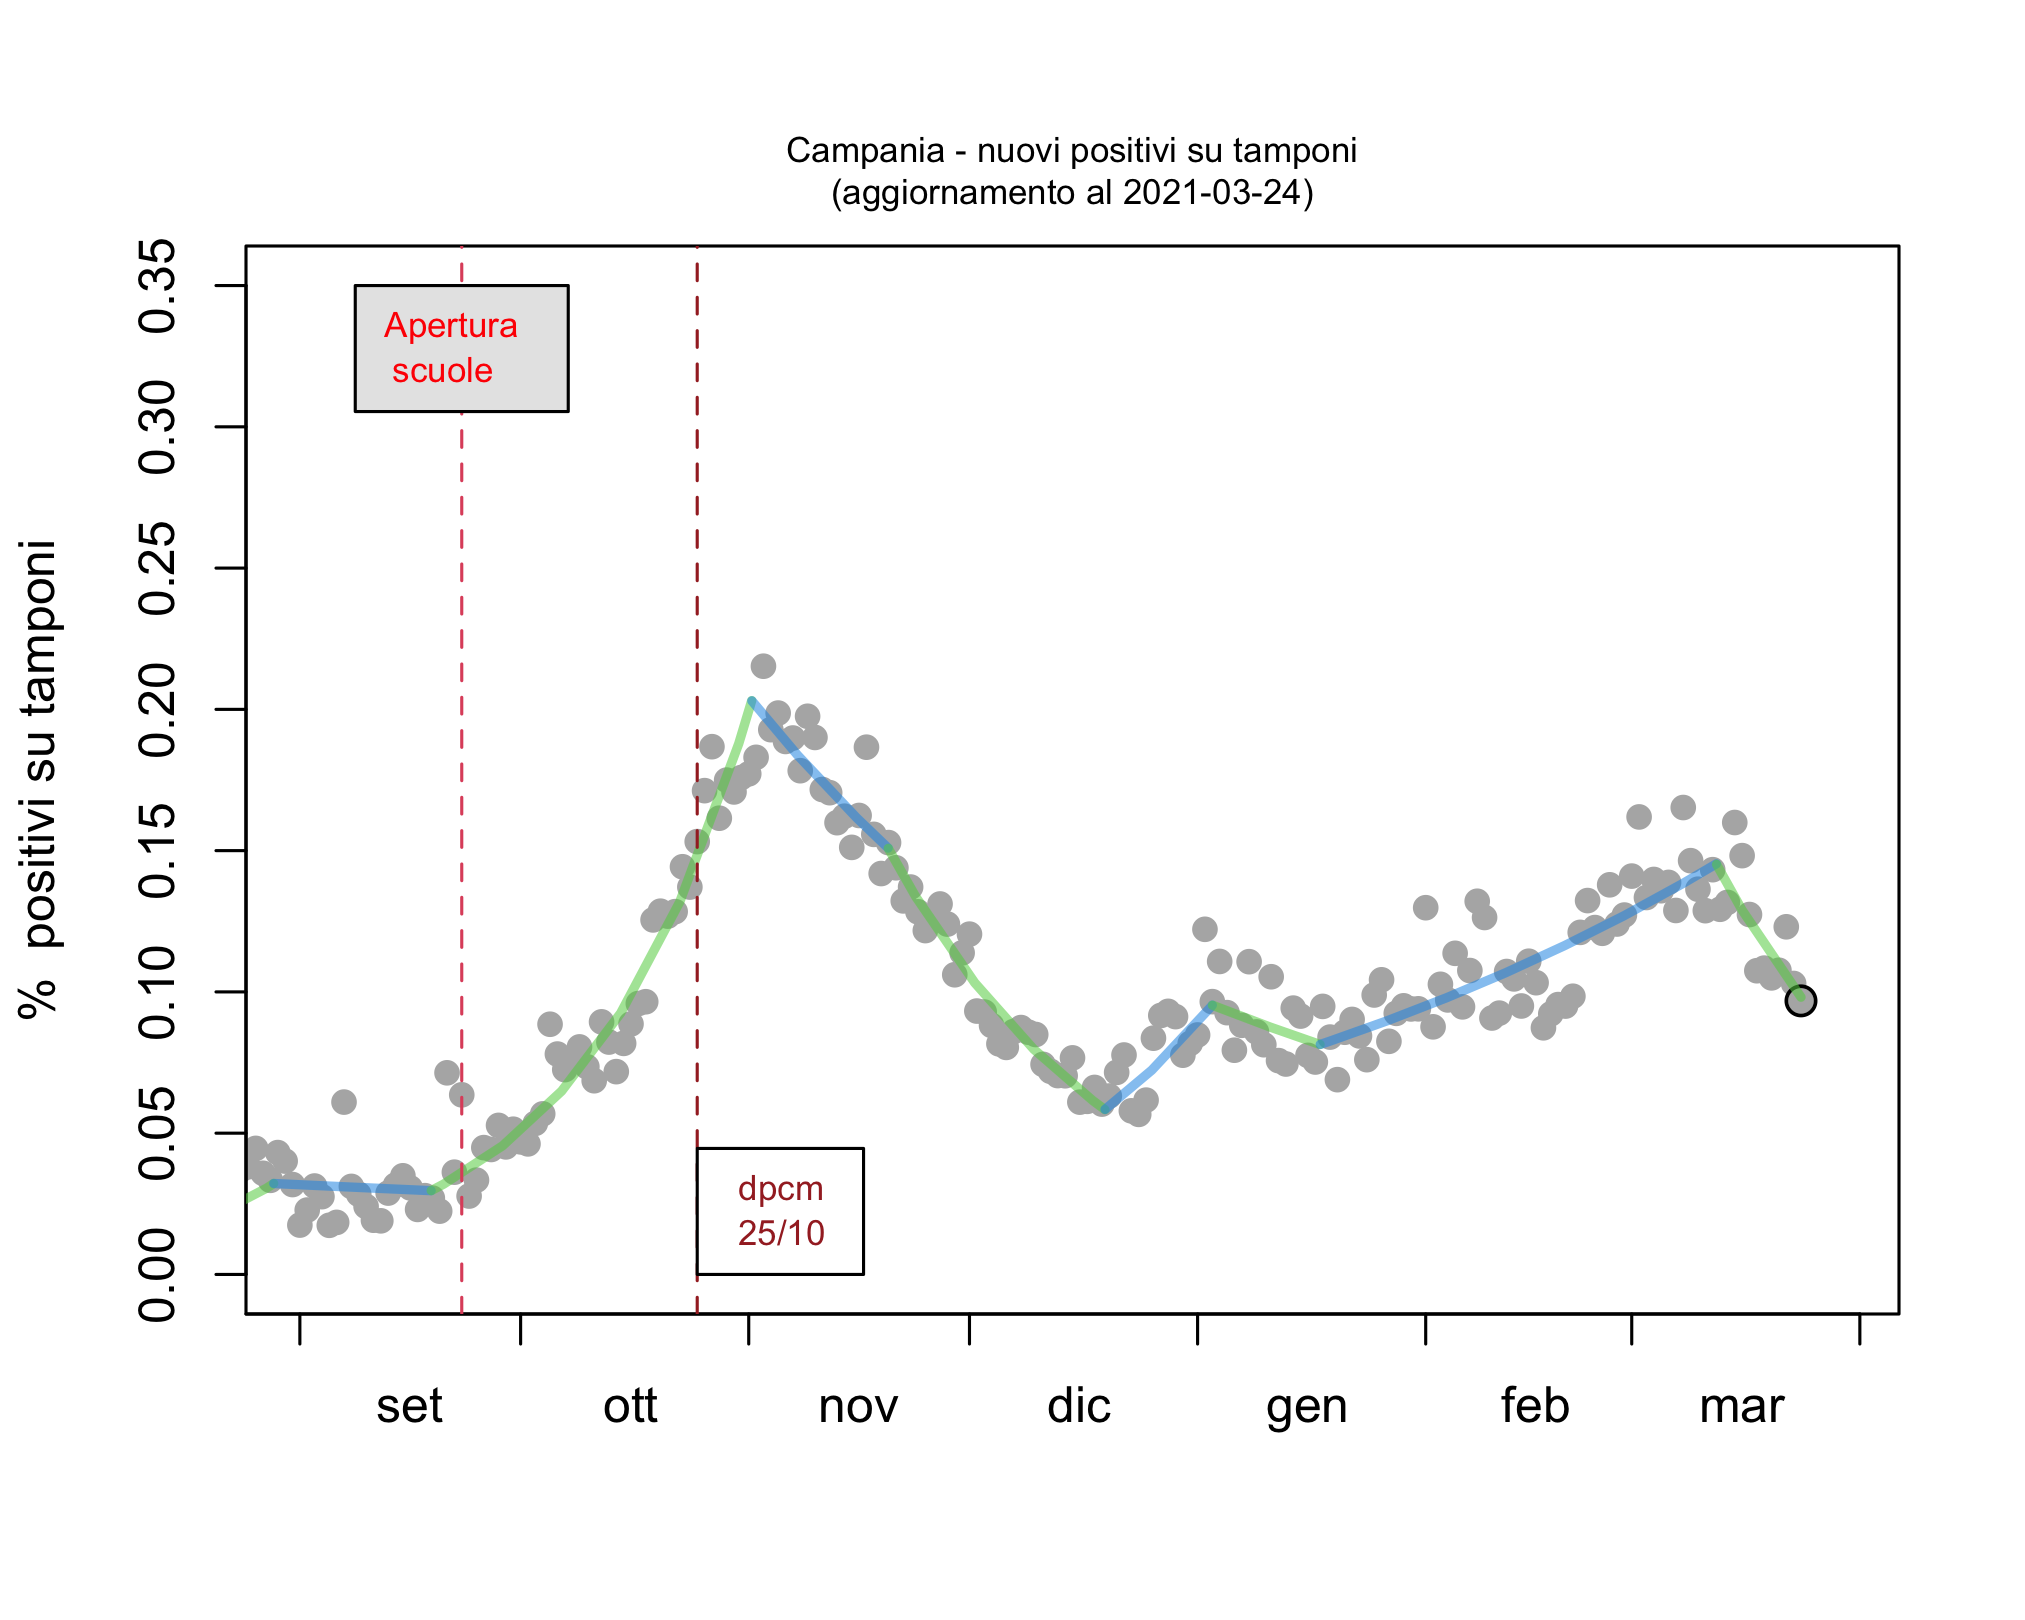 Campania - nuovi positivi su tamponi
(aggiornamento al 2021-03-24)
% positivi su tamponi
0.35
0.30
0.25
0.20
0.15
0.10
0.05
0.00
Apertura
scuole
dpcm
25/10
set ott nov dic gen feb mar